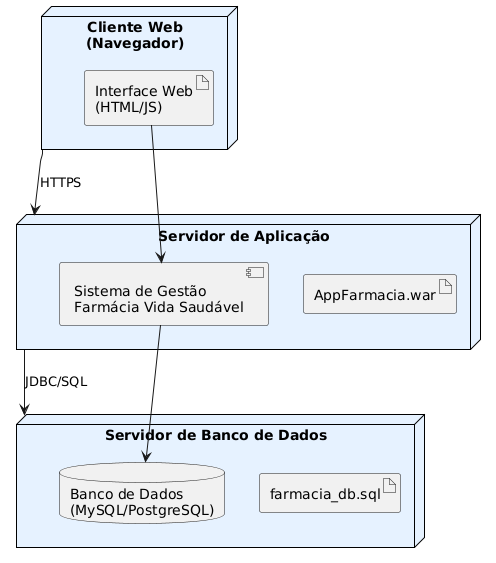 Cliente Web
(Navegador)
Interface Web
(HTML/JS)
HTTPS
Servidor de Aplicação
Sistema de Gestão
Farmácia Vida Saudável
AppFarmacia.war
JDBC/SQL
Servidor de Banco de Dados
Banco de Dados
(MySQL/PostgreSQL)
farmacia_db.sql